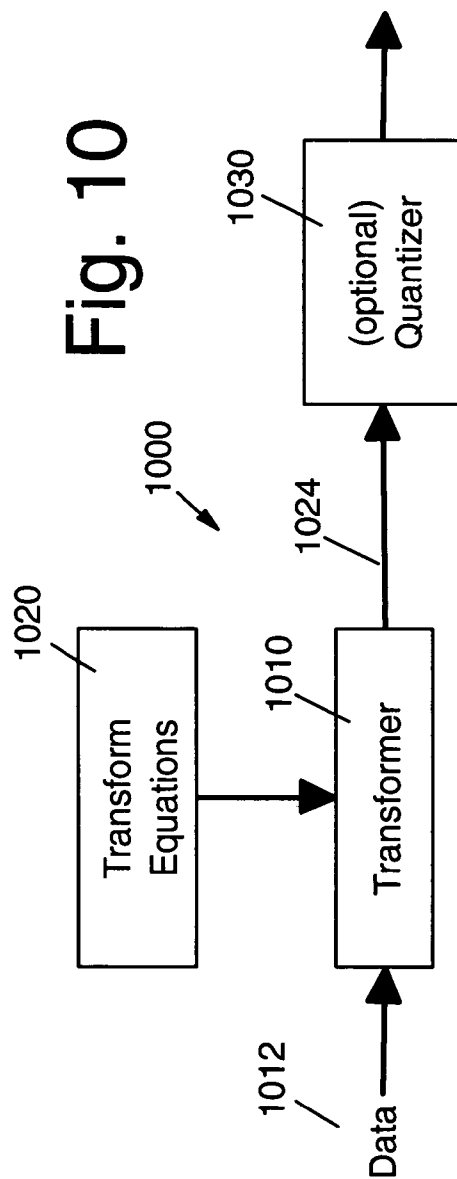 Fig. 10
1000
1020
Transform
Equations
1012
Data
1010
Transformer
1024
1030
(optional)
Quantizer